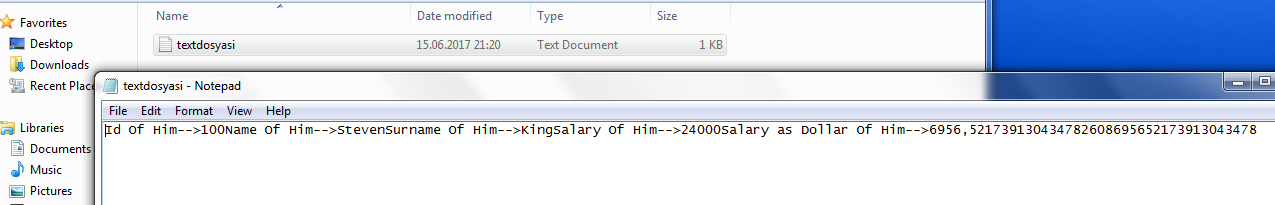 Favorites
Desktop
Downloads
Recent Place
Libraries
Documents
Music
Pictures
Name Date modified Type Size
textdosyasi 15.06.2017 21:20 Text Document 1 KB
textdosyasi - Notepad
File Edit Format View Help
Id Of Him-->100Name Of Him-->StevenSurname Of Him-->KingSalary Of Him-->24000Salary as Dollar Of Him-->6956,521739130434782608695652173913043478